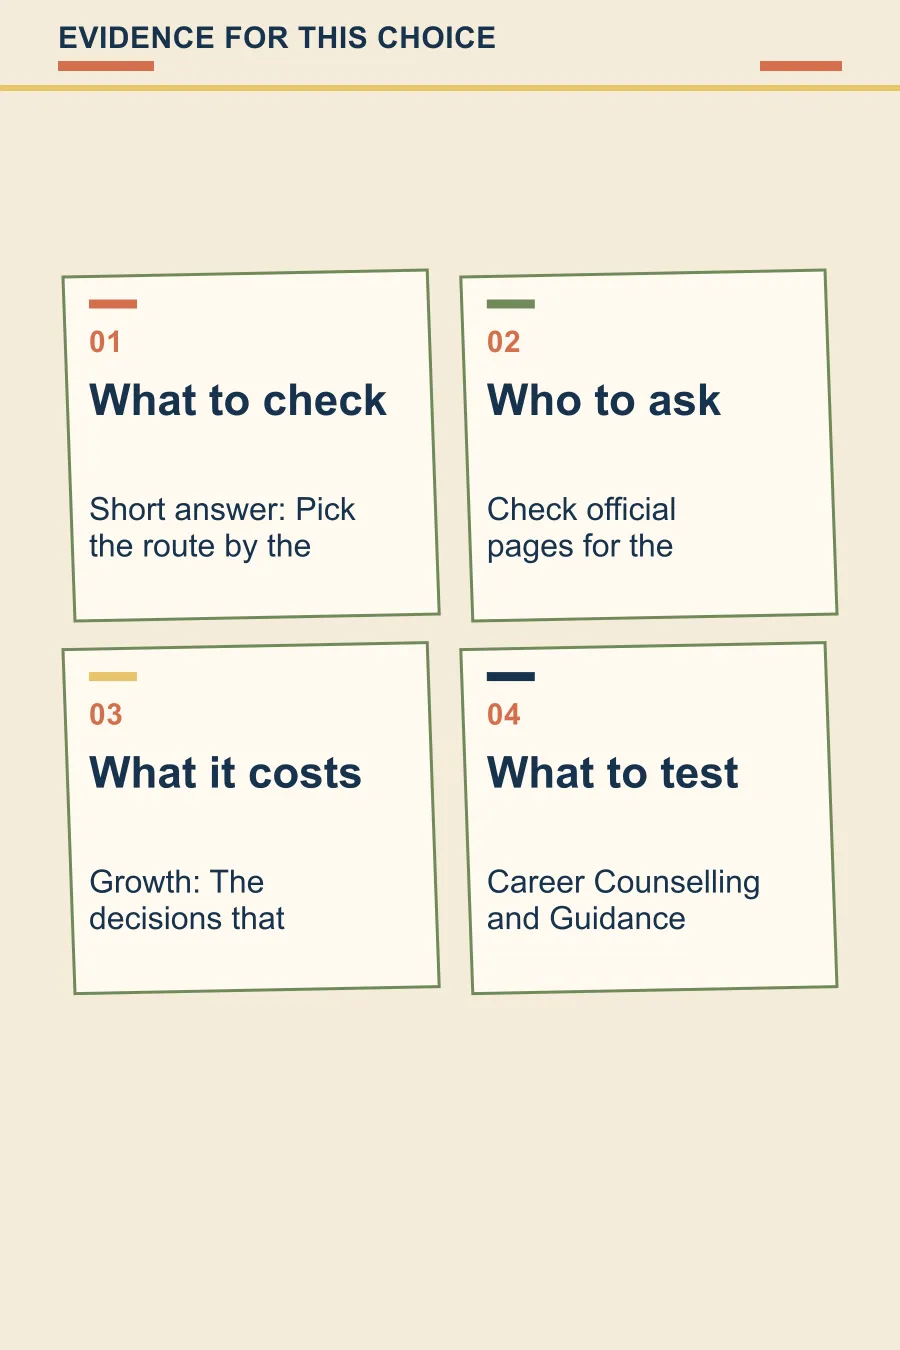 EVIDENCE FOR THIS CHOICE
01
What to check
Short answer: Pick
the route by the
02
Who to ask
Check official
pages for the
03
What it costs
Growth: The
decisions that
04
What to test
Career Counselling
and Guidance